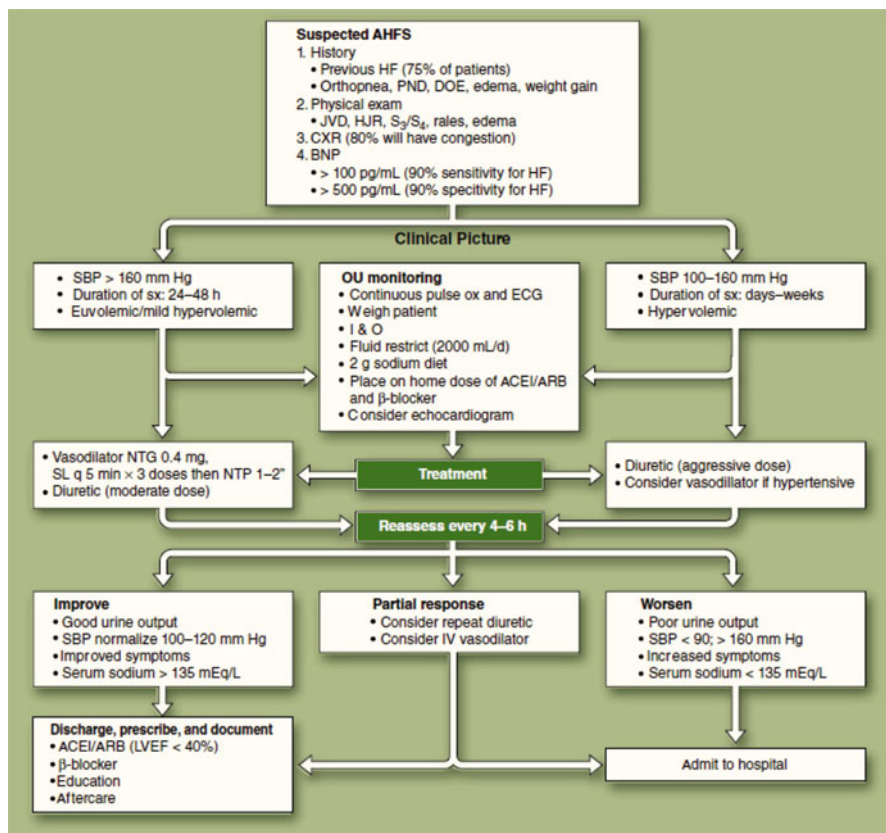 Suspected AHFS
1. History
• Previous HF (75% of patients)
• Orthopnea, PND, DOE, edema, weight gain
2. Physical exam
• JVD, HJR, S3/S4, rales, edema
3. CXR (80% will have congestion)
4. BNP
• > 100 pg/mL (90% sensitivity for HF)
• > 500 pg/mL (90% specitivity for HF)
Clinical Picture
• SBP > 160 mm Hg
• Duration of sx: 24–48 h
• Euvolemic/mild hypervolemic
OU monitoring
• Continuous pulse ox and ECG
• Weigh patient
• I & O
• Fluid restrict (2000 mL/d)
• 2 g sodium diet
• Place on home dose of ACEI/ARB
and β-blocker
• Consider echocardiogram
• SBP 100–160 mm Hg
• Duration of sx: days–weeks
• Hypervolemic
• Vasodilator NTG 0.4 mg,
SL q 5 min × 3 doses then NTP 1–2"
• Diuretic (moderate dose)
Treatment
• Diuretic (aggressive dose)
• Consider vasodillator if hypertensive
Reassess every 4–6 h
Improve
• Good urine output
• SBP normalize 100–120 mm Hg
• Improved symptoms
• Serum sodium > 135 mEq/L
Partial response
• Consider repeat diuretic
• Consider IV vasodilator
Worsen
• Poor urine output
• SBP < 90; > 160 mm Hg
• Increased symptoms
• Serum sodium < 135 mEq/L
Discharge, prescribe, and document
• ACEI/ARB (LVEF < 40%)
• β-blocker
• Education
• Aftercare
Admit to hospital